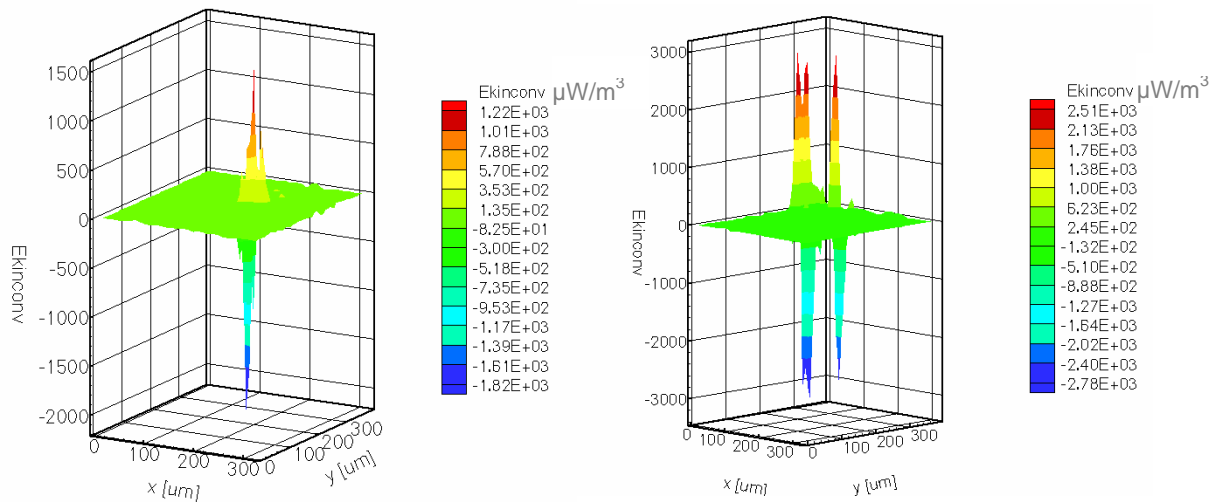 1500
1000
500
0
-500
-1000
-1500
-2000
Ekinconv
0
100
200
300
x [um]
0
100
200
300
y [um]
Ekinconv μW/m³
1.22E+03
1.01E+03
7.88E+02
5.70E+02
3.53E+02
1.35E+02
-8.25E+01
-3.00E+02
-5.18E+02
-7.35E+02
-9.53E+02
-1.17E+03
-1.39E+03
-1.61E+03
-1.82E+03
3000
2000
1000
0
-1000
-2000
-3000
Ekinconv
0
100
200
300
x [um]
0
100
200
300
y [um]
Ekinconv μW/m³
2.51E+03
2.13E+03
1.76E+03
1.38E+03
1.00E+03
6.23E+02
2.45E+02
-1.32E+02
-5.10E+02
-8.88E+02
-1.27E+03
-1.64E+03
-2.02E+03
-2.40E+03
-2.78E+03